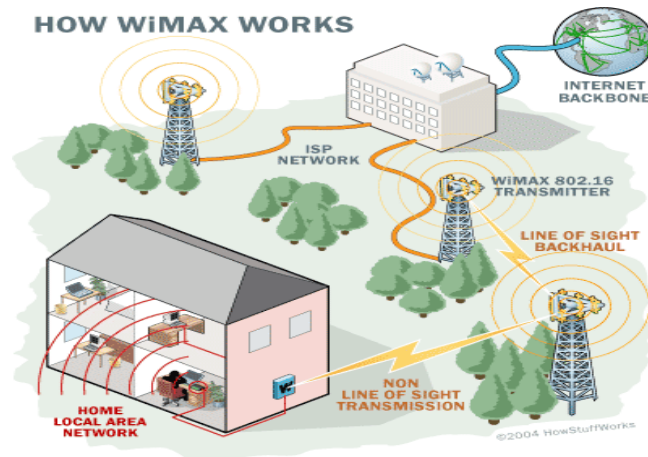 HOW WiMAX WORKS
INTERNET
BACKBONE
ISP
NETWORK
WiMAX 802.16
TRANSMITTER
LINE OF SIGHT
BACKHAUL
NON
LINE OF SIGHT
TRANSMISSION
HOME
LOCAL AREA
NETWORK
©2004 HowStuffWorks